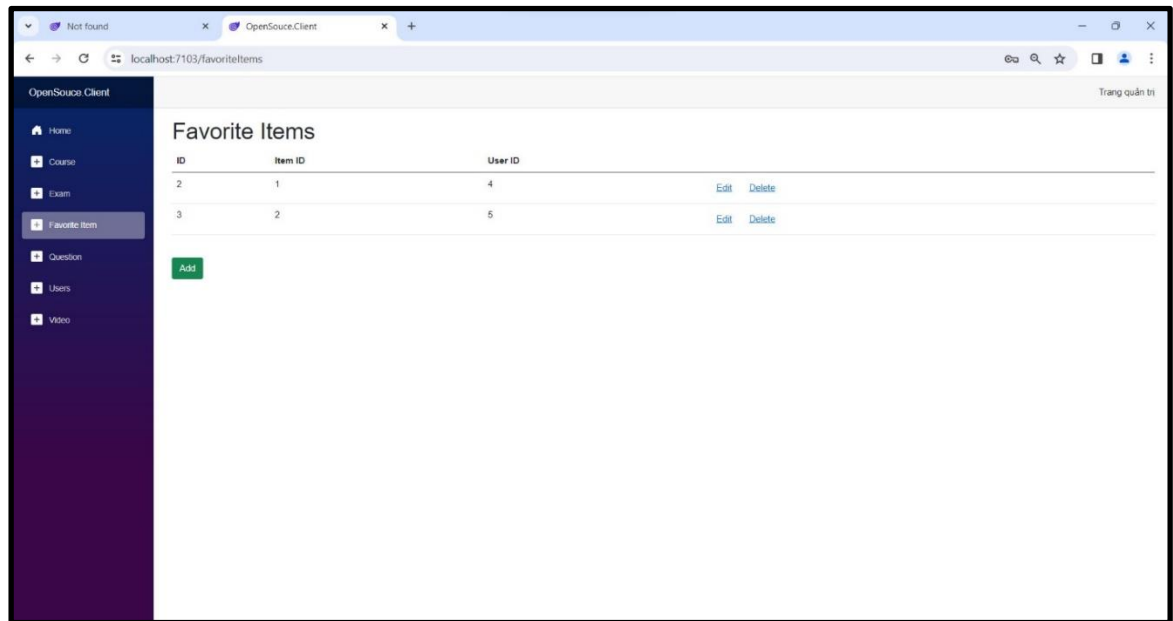 Not found
OpenSouce.Client
localhost:7103/favoriteItems
OpenSouce.Client
Trang quản trị
Home
Course
Exam
Favorite Item
Question
Users
Video
Favorite Items
ID Item ID User ID
2 1 4 Edit Delete
3 2 5 Edit Delete
Add